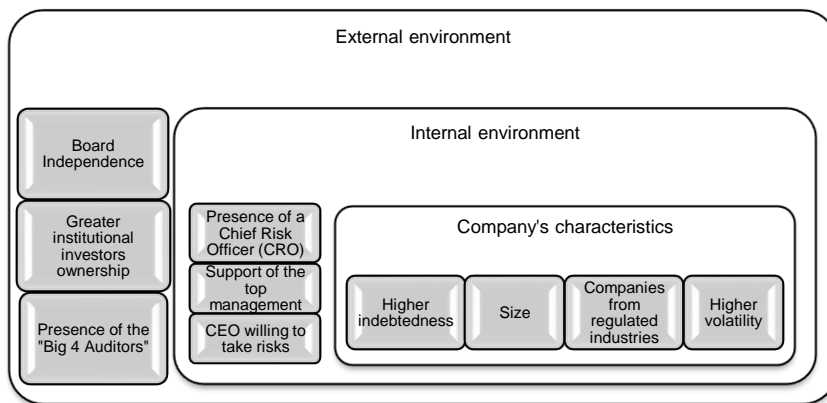 External environment
Board
Independence
Greater
institutional
investors
ownership
Presence of the
"Big 4 Auditors"
Internal environment
Presence of a
Chief Risk
Officer (CRO)
Support of the
top
management
CEO willing to
take risks
Company's characteristics
Higher
indebtedness
Size
Companies
from
regulated
industries
Higher
volatility